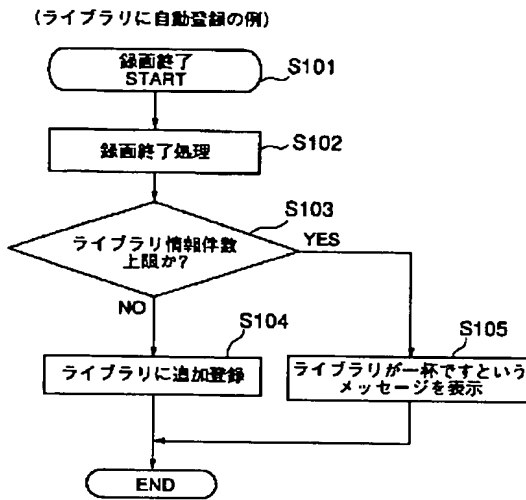 (ライブラリに自動登録の例)
録画終了
START
S101
録画終了処理
S102
S103
ライブラリ情報件数
上限か?
YES
NO
S104
S105
ライブラリに追加登録
ライブラリが一杯ですという
メッセージを表示
END